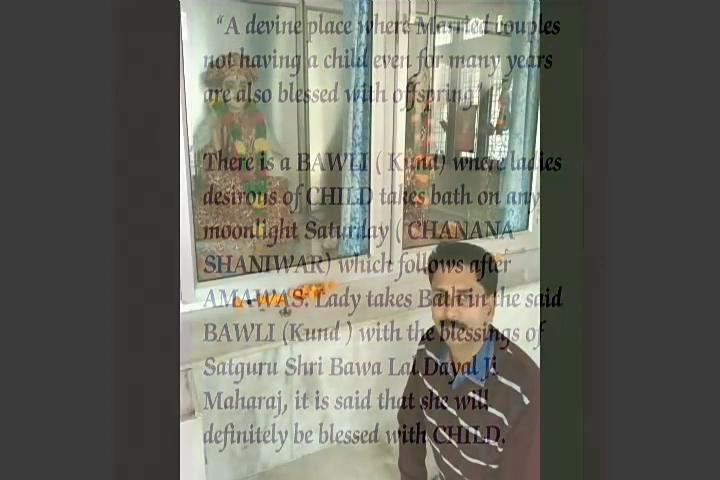 “A devine place where Married couples
not having a child even for many years
are also blessed with offspring”
There is a BAWLI ( Kund) where ladies
desirous of CHILD takes bath on any
moonlight Saturday ( CHANANA
SHANIWAR) which follows after
AMAWAS. Lady takes Bath in the said
BAWLI (Kund ) with the blessings of
Satguru Shri Bawa Lal Dayal Ji
Maharaj, it is said that she will
definitely be blessed with CHILD.